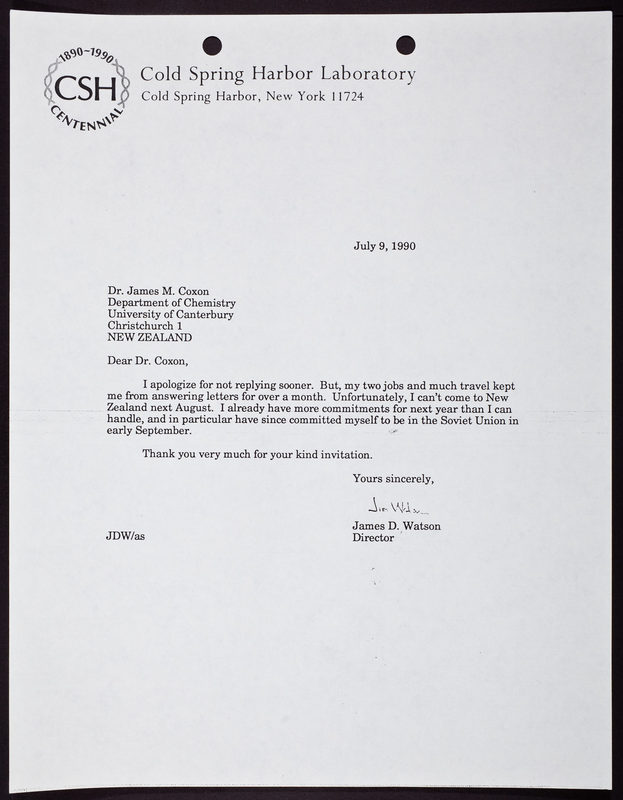 1890-1990
CSH
CENTENNIAL
Cold Spring Harbor Laboratory
Cold Spring Harbor, New York 11724
July 9, 1990
Dr. James M. Coxon
Department of Chemistry
University of Canterbury
Christchurch 1
NEW ZEALAND
Dear Dr. Coxon,
I apologize for not replying sooner. But, my two jobs and much travel kept
me from answering letters for over a month. Unfortunately, I can't come to New
Zealand next August. I already have more commitments for next year than I can
handle, and in particular have since committed myself to be in the Soviet Union in
early September.
Thank you very much for your kind invitation.
Yours sincerely,
Jim Watson
James D. Watson
JDW/as
Director